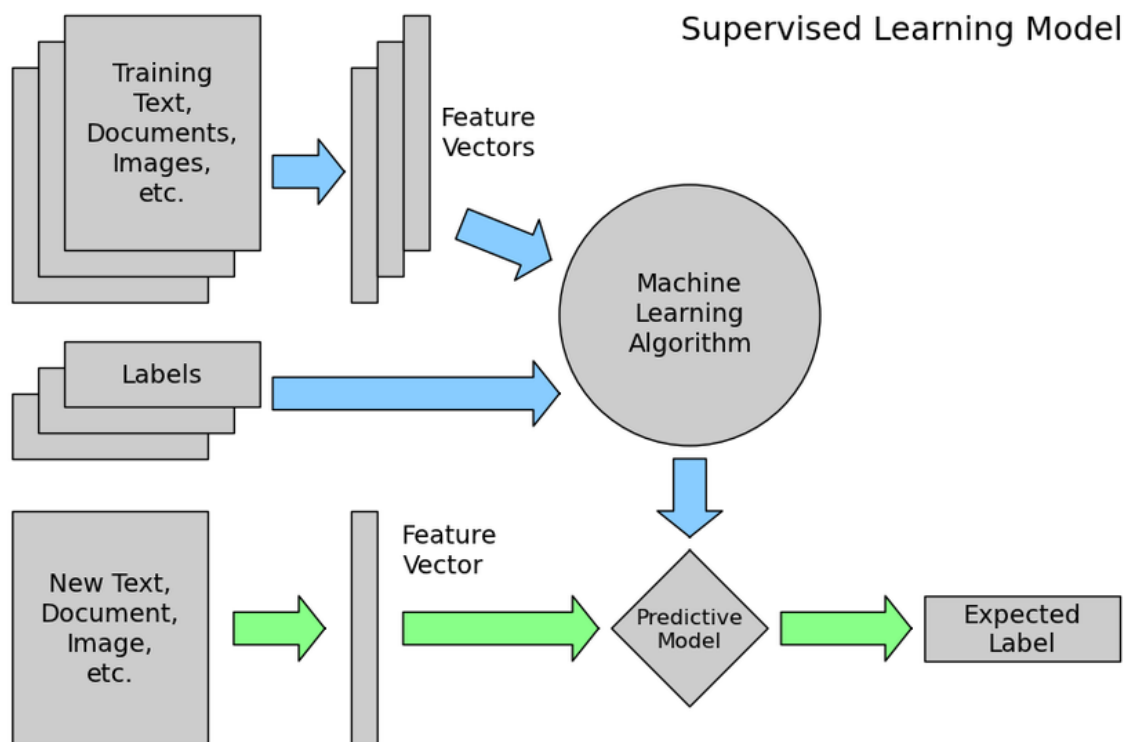 Supervised Learning Model
Training
Text,
Documents,
Images,
etc.
Feature
Vectors
Machine
Learning
Algorithm
Labels
New Text,
Document,
Image,
etc.
Feature
Vector
Predictive
Model
Expected
Label